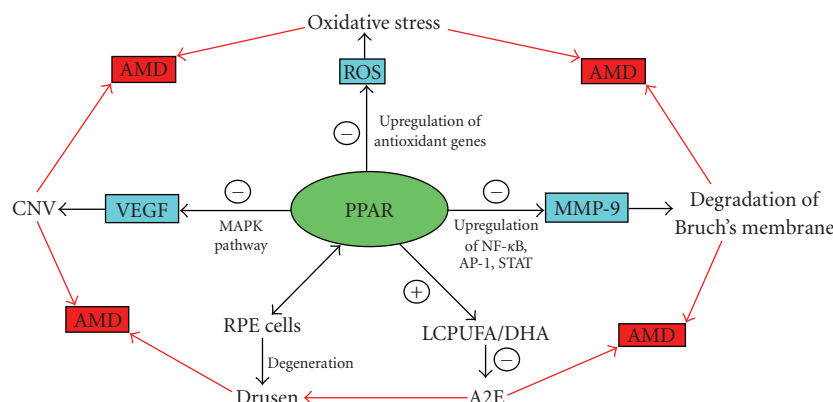 Oxidative stress
AMD
ROS
AMD
−
Upregulation of
antioxidant genes
CNV
VEGF
−
MAPK
pathway
PPAR
−
Upregulation
of NF-κB,
AP-1, STAT
MMP-9
Degradation of
Bruch's membrane
+
AMD
RPE cells
LCPUFA/DHA
AMD
Degeneration
−
Drusen
A2E